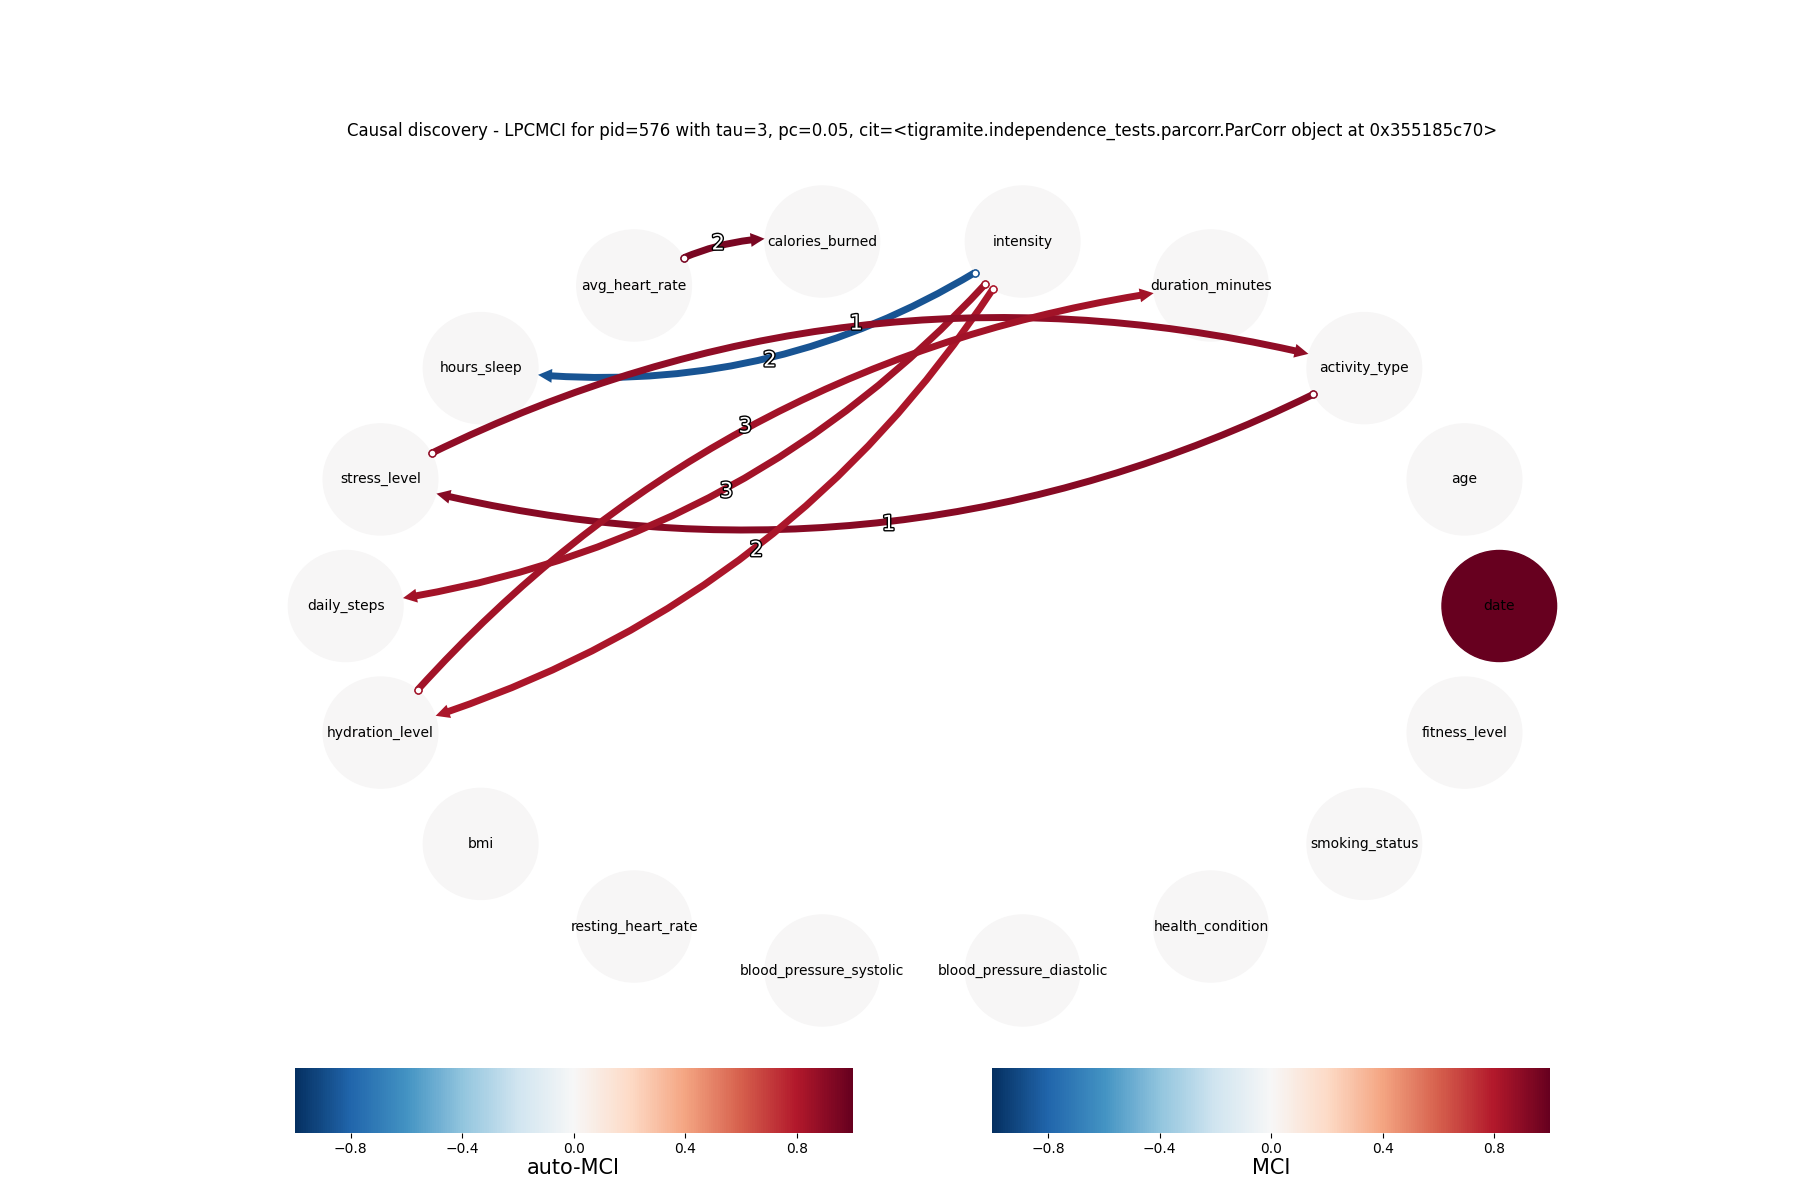 Causal discovery - LPCMCI for pid=576 with tau=3, pc=0.05, cit=<tigramite.independence_tests.parcorr.ParCorr object at 0x355185c70>
calories_burned
intensity
2
avg_heart_rate
duration_minutes
1
2
hours_sleep
activity_type
3
stress_level
age
3
1
2
daily_steps
date
hydration_level
fitness_level
bmi
smoking_status
resting_heart_rate
health_condition
blood_pressure_systolic
blood_pressure_diastolic
−0.8 −0.4 0.0 0.4 0.8
auto-MCI
−0.8 −0.4 0.0 0.4 0.8
MCI